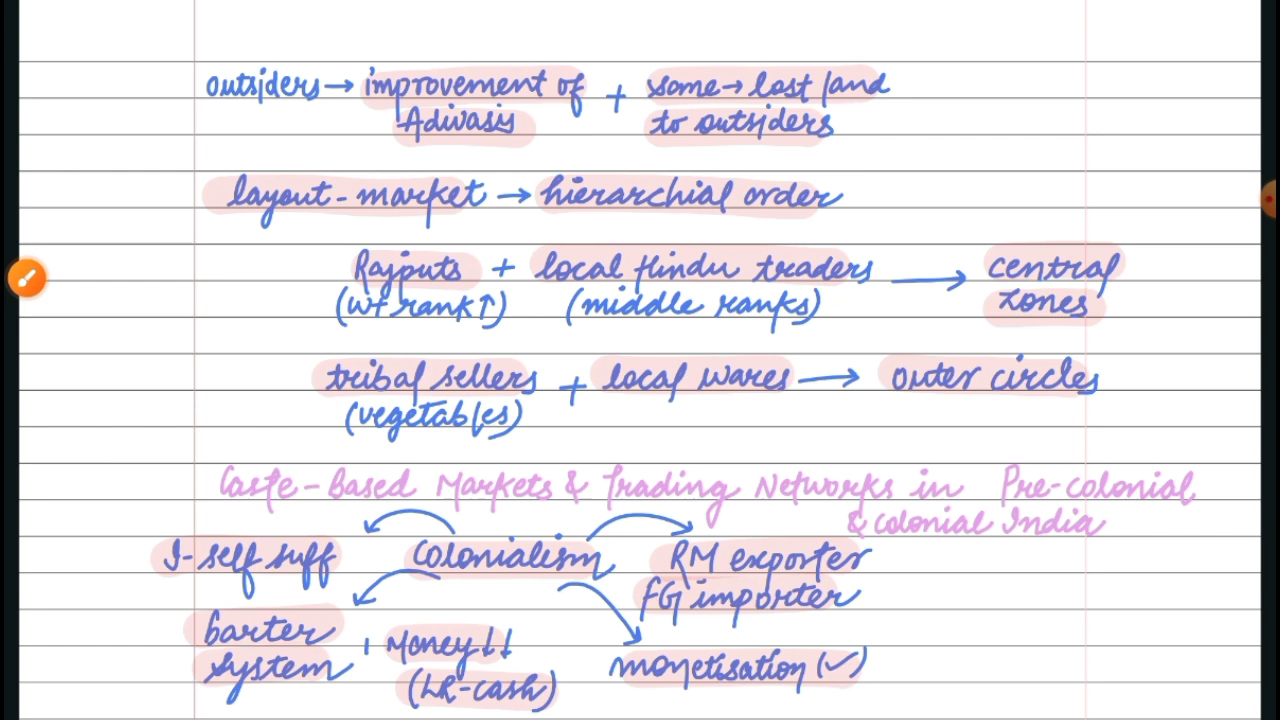 outsiders → improvement of + some → lost land
Adivasis to outsiders
layout - market → hierarchial order
Rajputs + local Hindu traders → central
(wt rank↑) (middle ranks) zones
tribal sellers + local wares → outer circles
(vegetables)
Caste-Based Markets & Trading Networks in Pre-colonial
& colonial India
I-self suff Colonialism RM exporter
FG importer
barter Money↓↓
system (LR-cash) monetisation (✓)